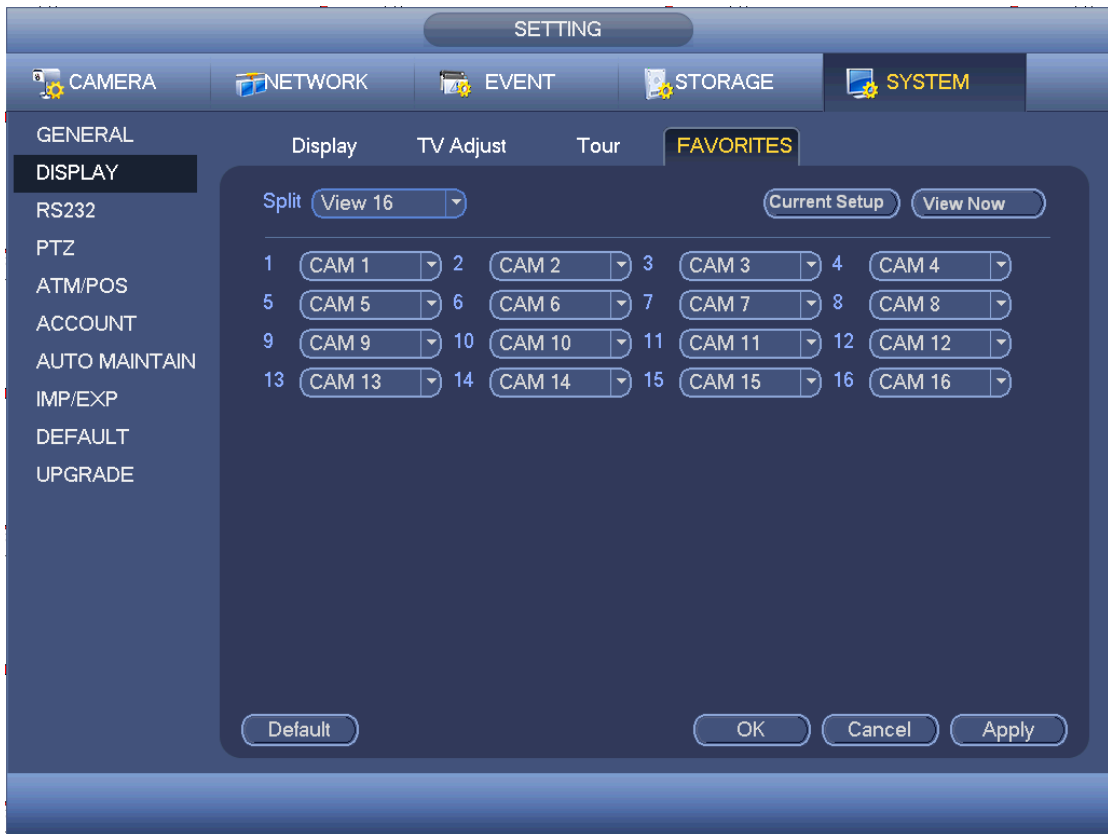 SETTING
CAMERA NETWORK EVENT STORAGE SYSTEM
GENERAL
DISPLAY
RS232
PTZ
ATM/POS
ACCOUNT
AUTO MAINTAIN
IMP/EXP
DEFAULT
UPGRADE
Display TV Adjust Tour FAVORITES
Split View 16 Current Setup View Now
1 CAM 1 2 CAM 2 3 CAM 3 4 CAM 4
5 CAM 5 6 CAM 6 7 CAM 7 8 CAM 8
9 CAM 9 10 CAM 10 11 CAM 11 12 CAM 12
13 CAM 13 14 CAM 14 15 CAM 15 16 CAM 16
Default OK Cancel Apply